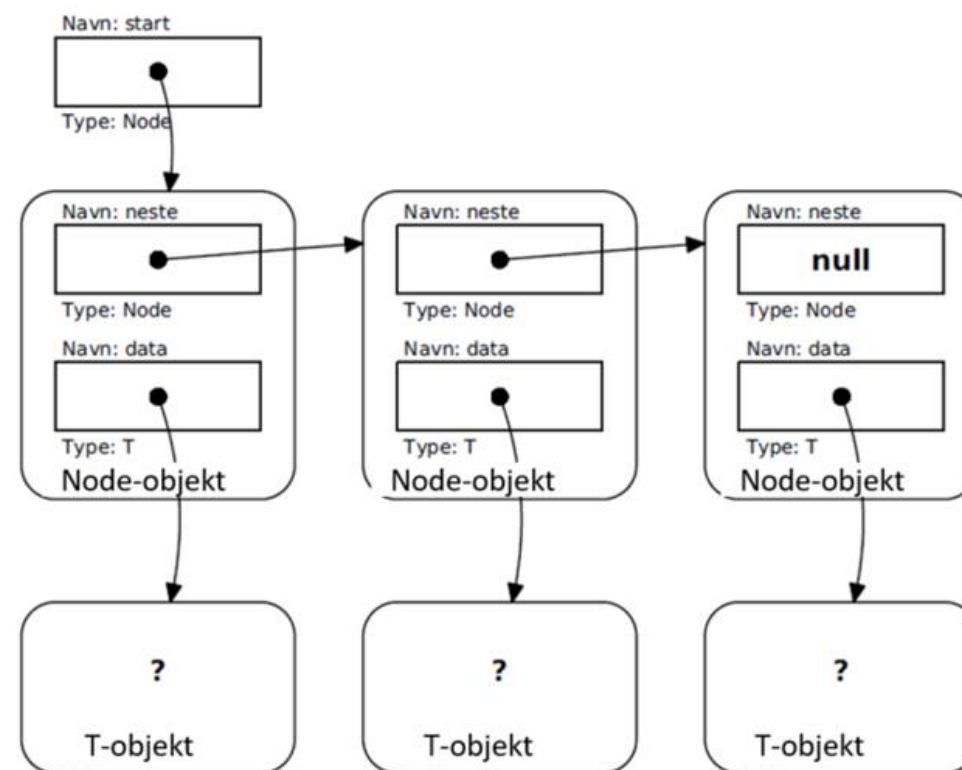 Navn: start
Type: Node
Navn: neste
Type: Node
Navn: data
Type: T
Node-objekt
?
T-objekt
Navn: neste
Type: Node
Navn: data
Type: T
Node-objekt
?
T-objekt
Navn: neste
null
Type: Node
Navn: data
Type: T
Node-objekt
?
T-objekt